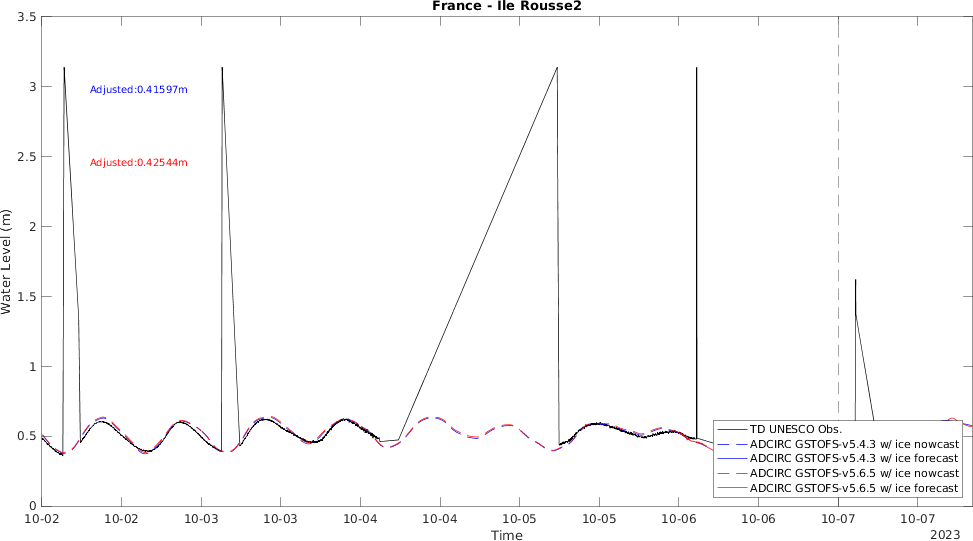 France - Ile Rousse2
3.5
3
2.5
2
1.5
1
0.5
0
Water Level (m)
Adjusted:0.41597m
Adjusted:0.42544m
TD UNESCO Obs.
ADCIRC GSTOFS-v5.4.3 w/ ice nowcast
ADCIRC GSTOFS-v5.4.3 w/ ice forecast
ADCIRC GSTOFS-v5.6.5 w/ ice nowcast
ADCIRC GSTOFS-v5.6.5 w/ ice forecast
10-02 10-02 10-03 10-03 10-04 10-04 10-05 10-05 10-06 10-06 10-07 10-07
Time
2023